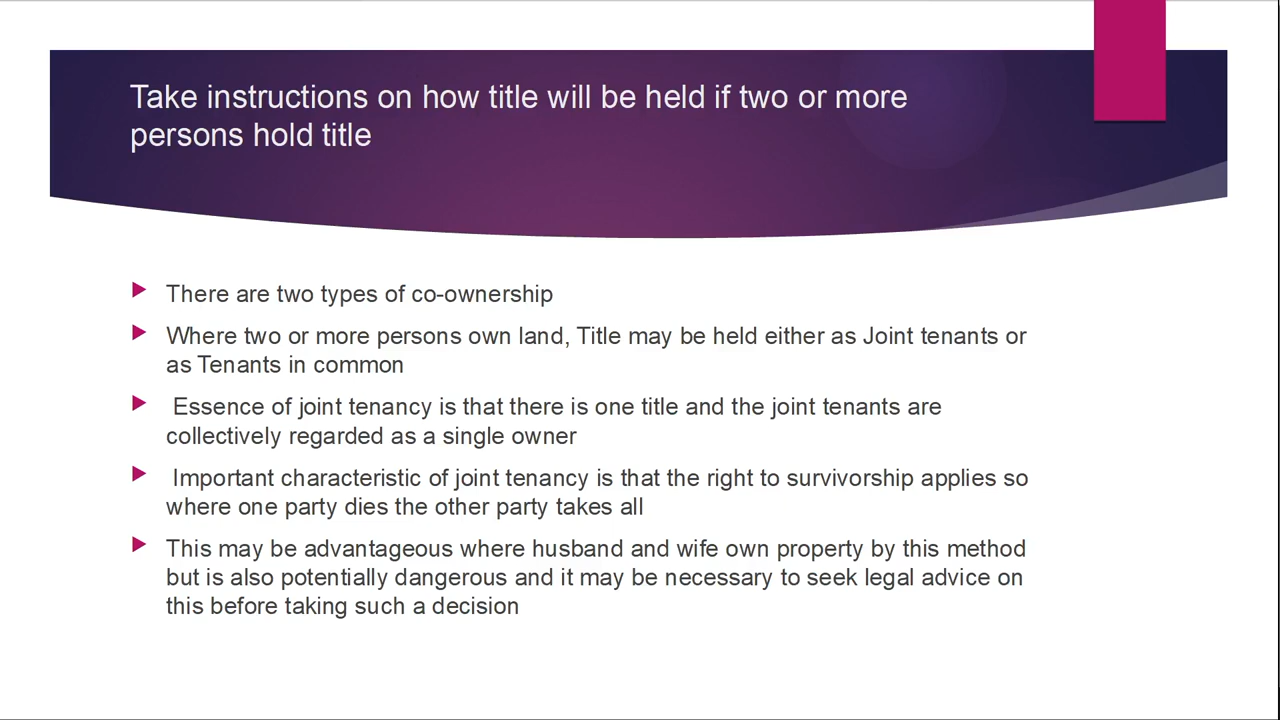 Take instructions on how title will be held if two or more
persons hold title
There are two types of co-ownership
Where two or more persons own land, Title may be held either as Joint tenants or
as Tenants in common
Essence of joint tenancy is that there is one title and the joint tenants are
collectively regarded as a single owner
Important characteristic of joint tenancy is that the right to survivorship applies so
where one party dies the other party takes all
This may be advantageous where husband and wife own property by this method
but is also potentially dangerous and it may be necessary to seek legal advice on
this before taking such a decision